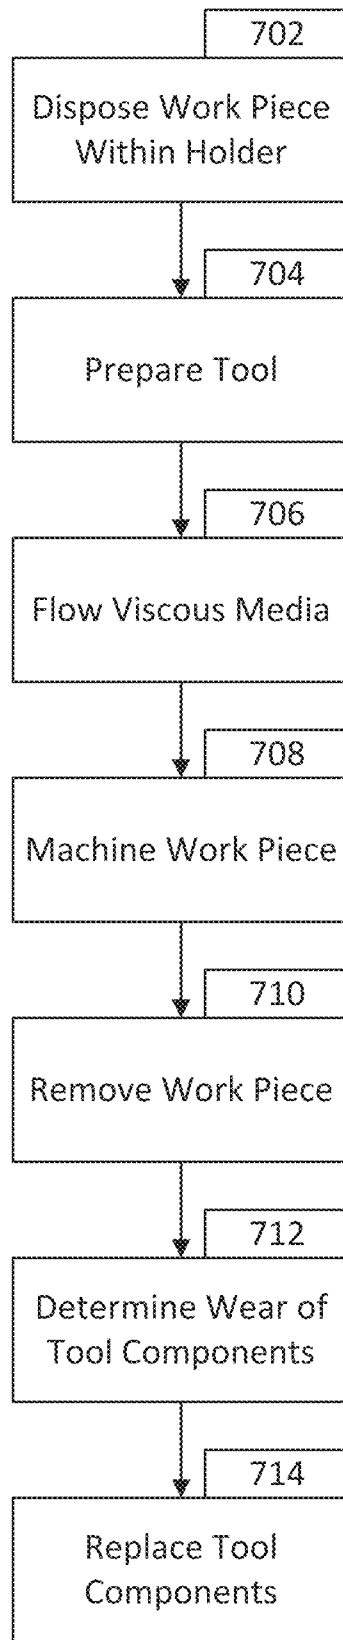 702
Dispose Work Piece
Within Holder
704
Prepare Tool
706
Flow Viscous Media
708
Machine Work Piece
710
Remove Work Piece
712
Determine Wear of
Tool Components
714
Replace Tool
Components